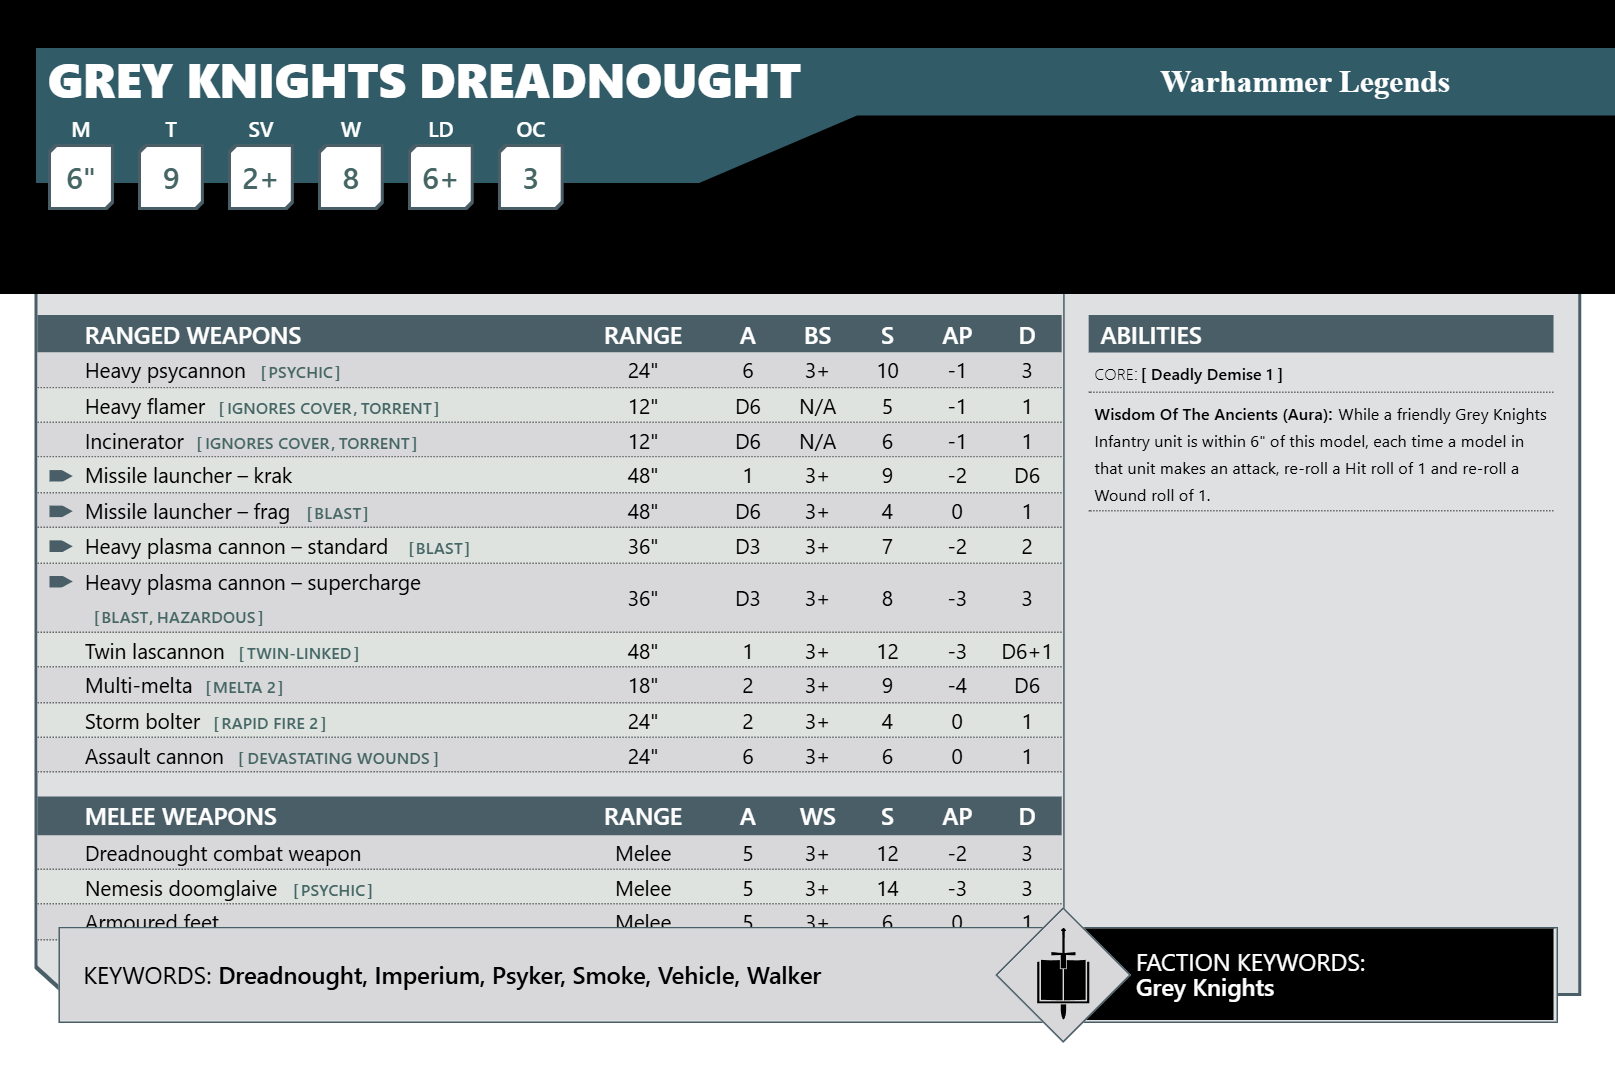 GREY KNIGHTS DREADNOUGHT
Warhammer Legends
M T SV W LD OC
6" 9 2+ 8 6+ 3
RANGED WEAPONS RANGE A BS S AP D
Heavy psycannon [PSYCHIC] 24" 6 3+ 10 -1 3
Heavy flamer [IGNORES COVER, TORRENT] 12" D6 N/A 5 -1 1
Incinerator [IGNORES COVER, TORRENT] 12" D6 N/A 6 -1 1
Missile launcher – krak 48" 1 3+ 9 -2 D6
Missile launcher – frag [BLAST] 48" D6 3+ 4 0 1
Heavy plasma cannon – standard [BLAST] 36" D3 3+ 7 -2 2
Heavy plasma cannon – supercharge
[BLAST, HAZARDOUS] 36" D3 3+ 8 -3 3
Twin lascannon [TWIN-LINKED] 48" 1 3+ 12 -3 D6+1
Multi-melta [MELTA 2] 18" 2 3+ 9 -4 D6
Storm bolter [RAPID FIRE 2] 24" 2 3+ 4 0 1
Assault cannon [DEVASTATING WOUNDS] 24" 6 3+ 6 0 1
MELEE WEAPONS RANGE A WS S AP D
Dreadnought combat weapon Melee 5 3+ 12 -2 3
Nemesis doomglaive [PSYCHIC] Melee 5 3+ 14 -3 3
Armoured feet Melee 5 3+ 6 0 1
ABILITIES
CORE: [ Deadly Demise 1 ]
Wisdom Of The Ancients (Aura): While a friendly Grey Knights
Infantry unit is within 6" of this model, each time a model in
that unit makes an attack, re-roll a Hit roll of 1 and re-roll a
Wound roll of 1.
KEYWORDS: Dreadnought, Imperium, Psyker, Smoke, Vehicle, Walker
FACTION KEYWORDS:
Grey Knights